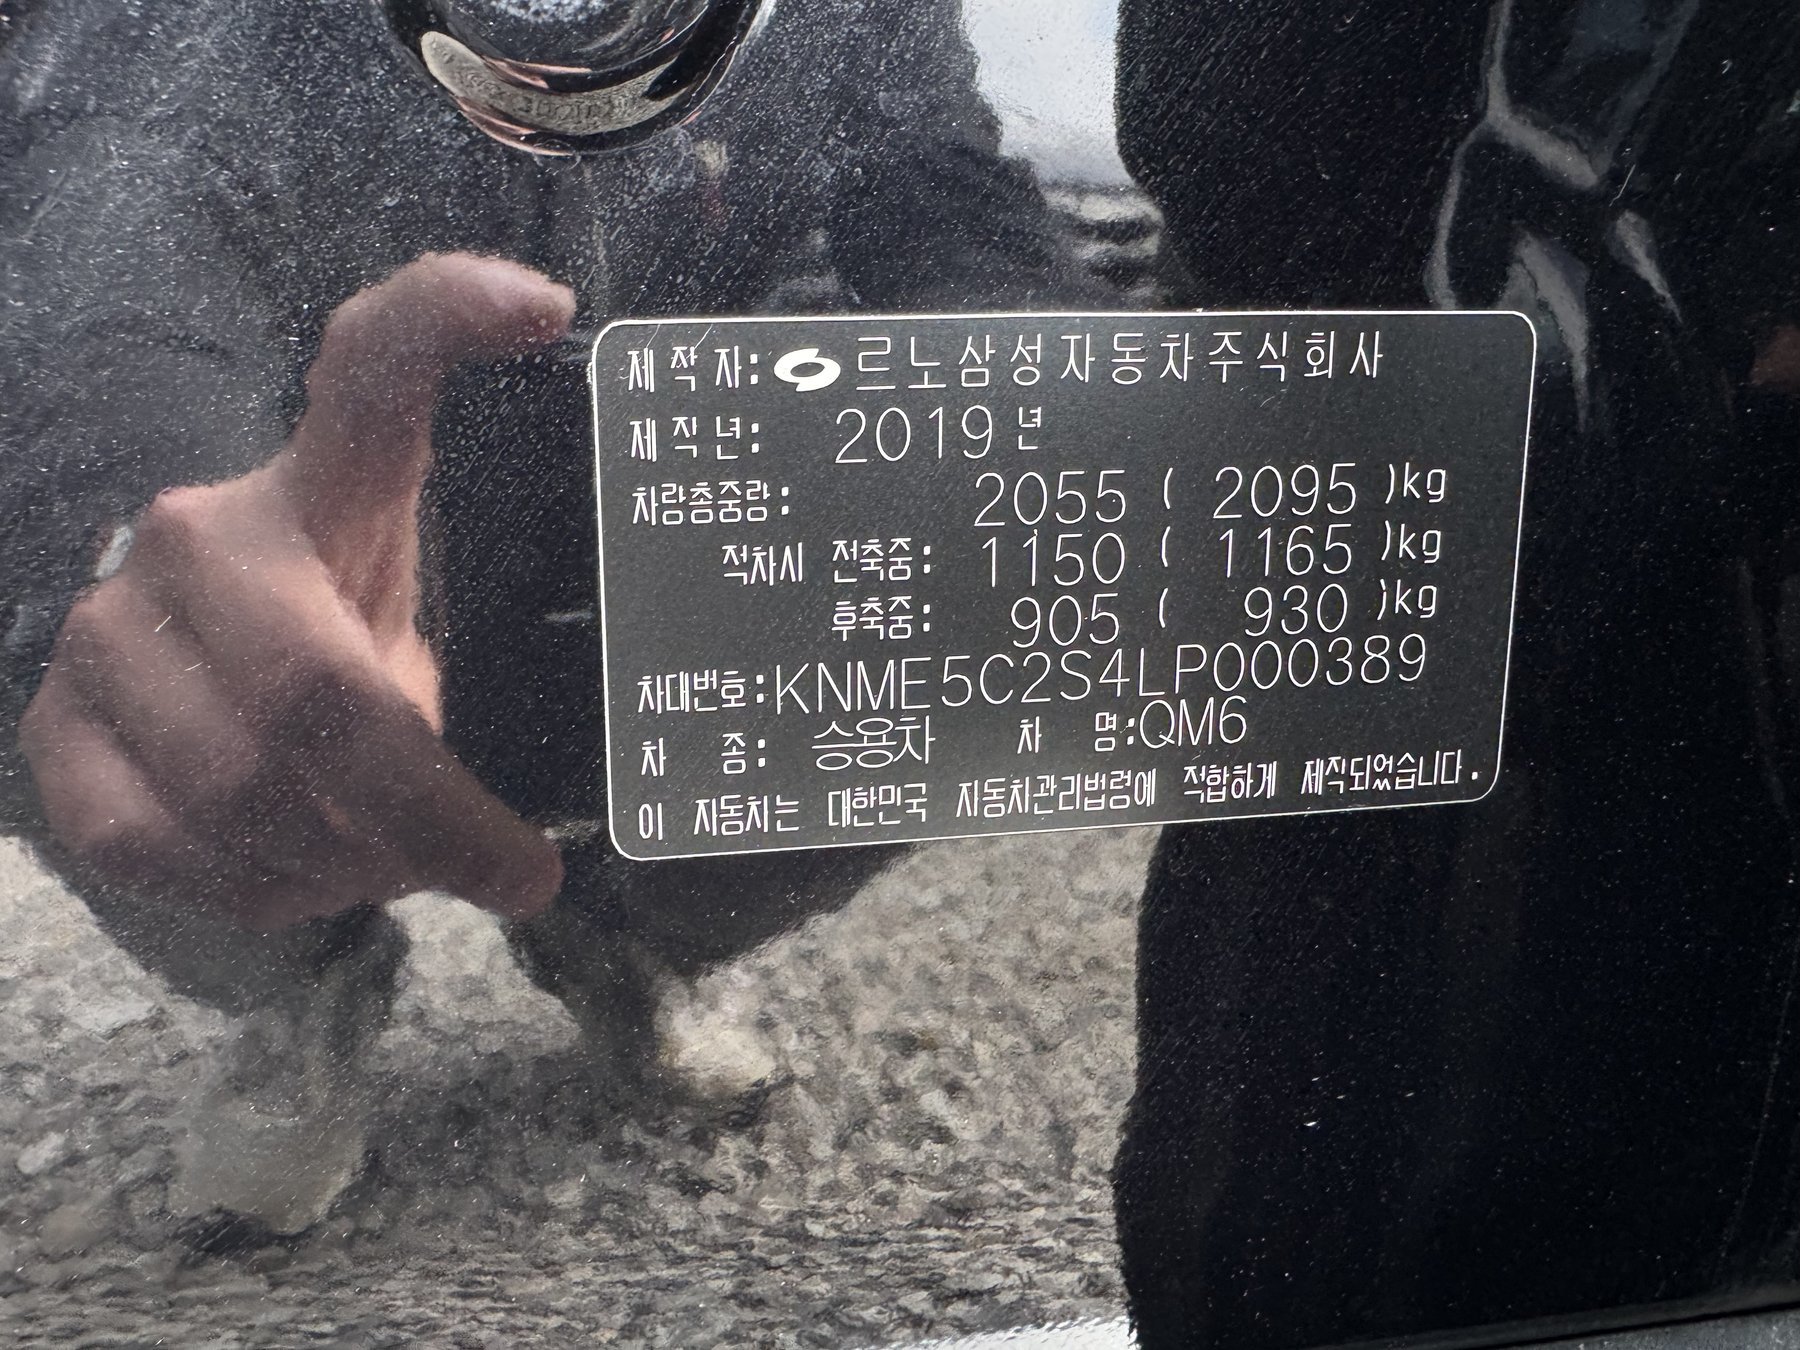 제 작 자: 르노삼성자동차주식회사
제 작 년: 2019 년
차량총중량: 2055 ( 2095 )kg
적차시 전축중: 1150 ( 1165 )kg
후축중: 905 ( 930 )kg
차대번호:KNME5C2S4LP000389
차 종: 승용차 차 명:QM6
이 자동차는 대한민국 자동차관리법령에 적합하게 제작되었습니다.